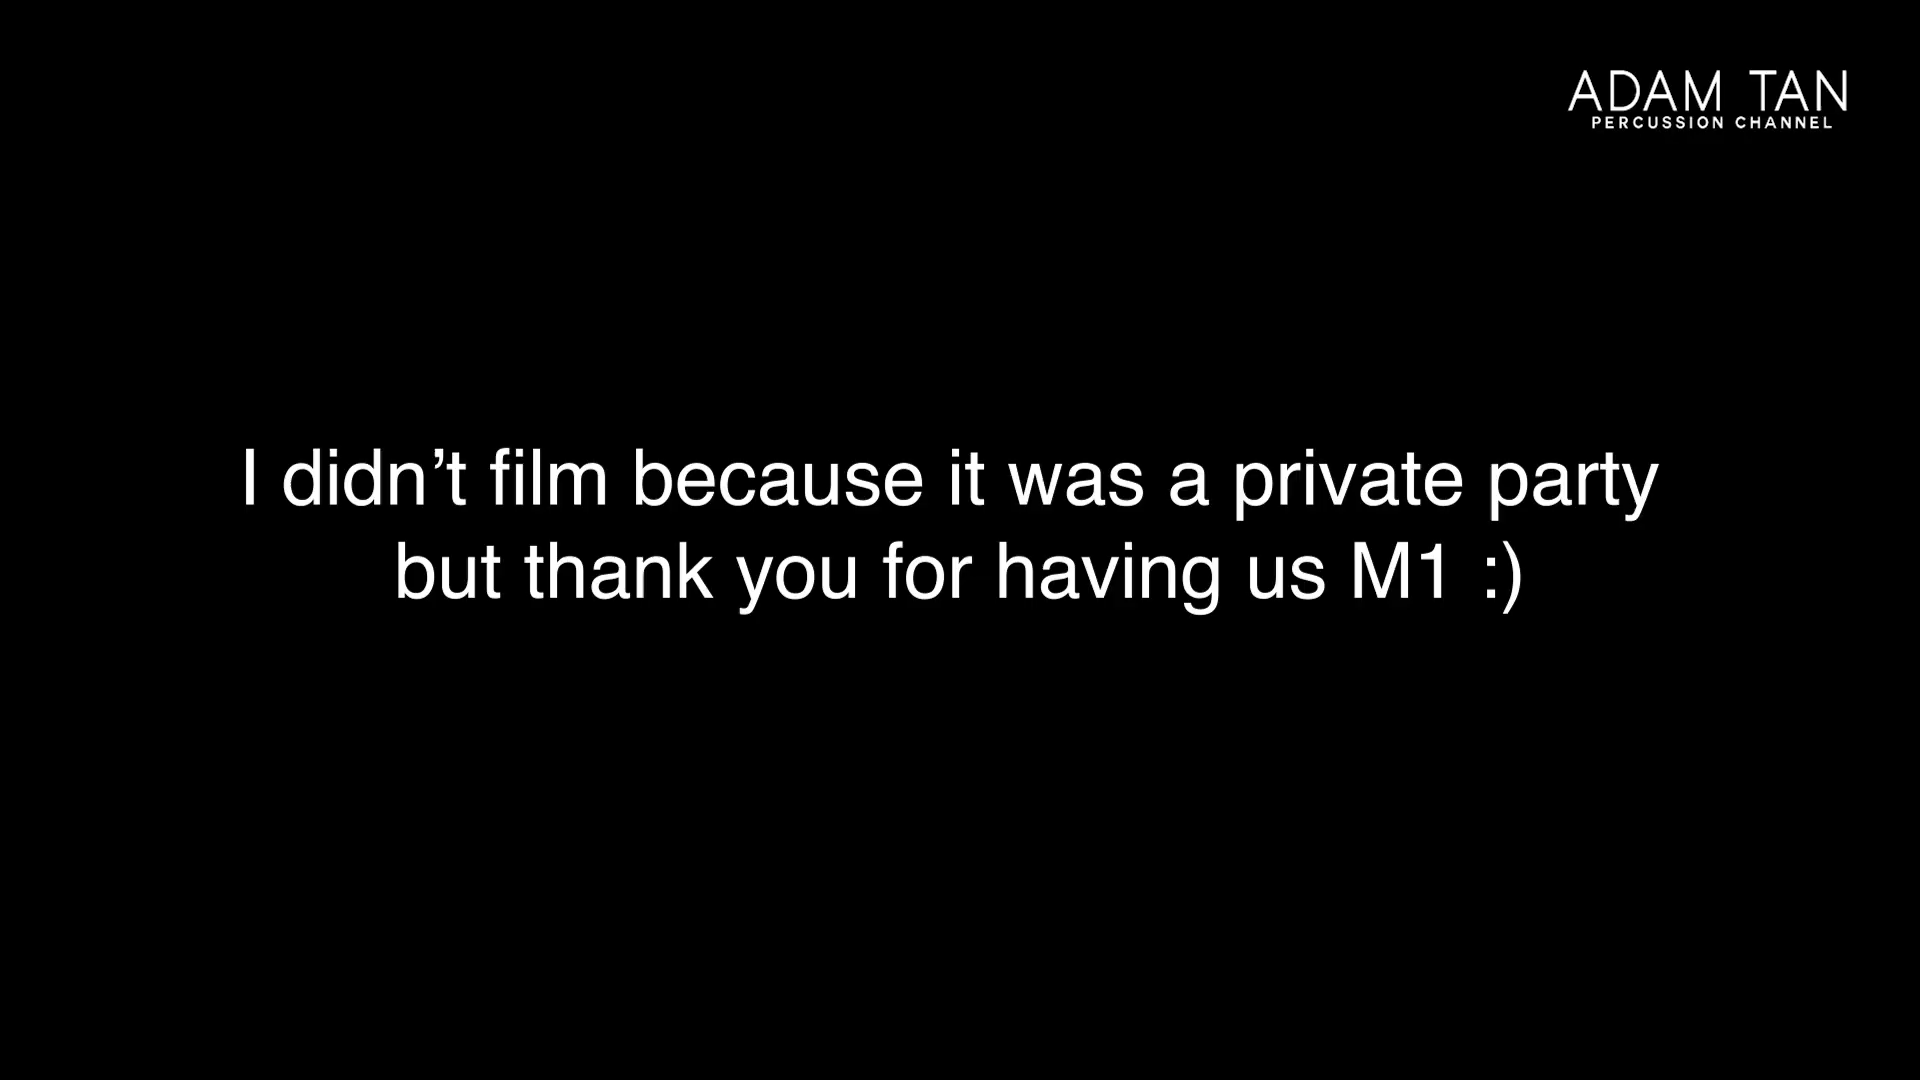 ADAM TAN
PERCUSSION CHANNEL
I didn’t film because it was a private party
but thank you for having us M1 :)